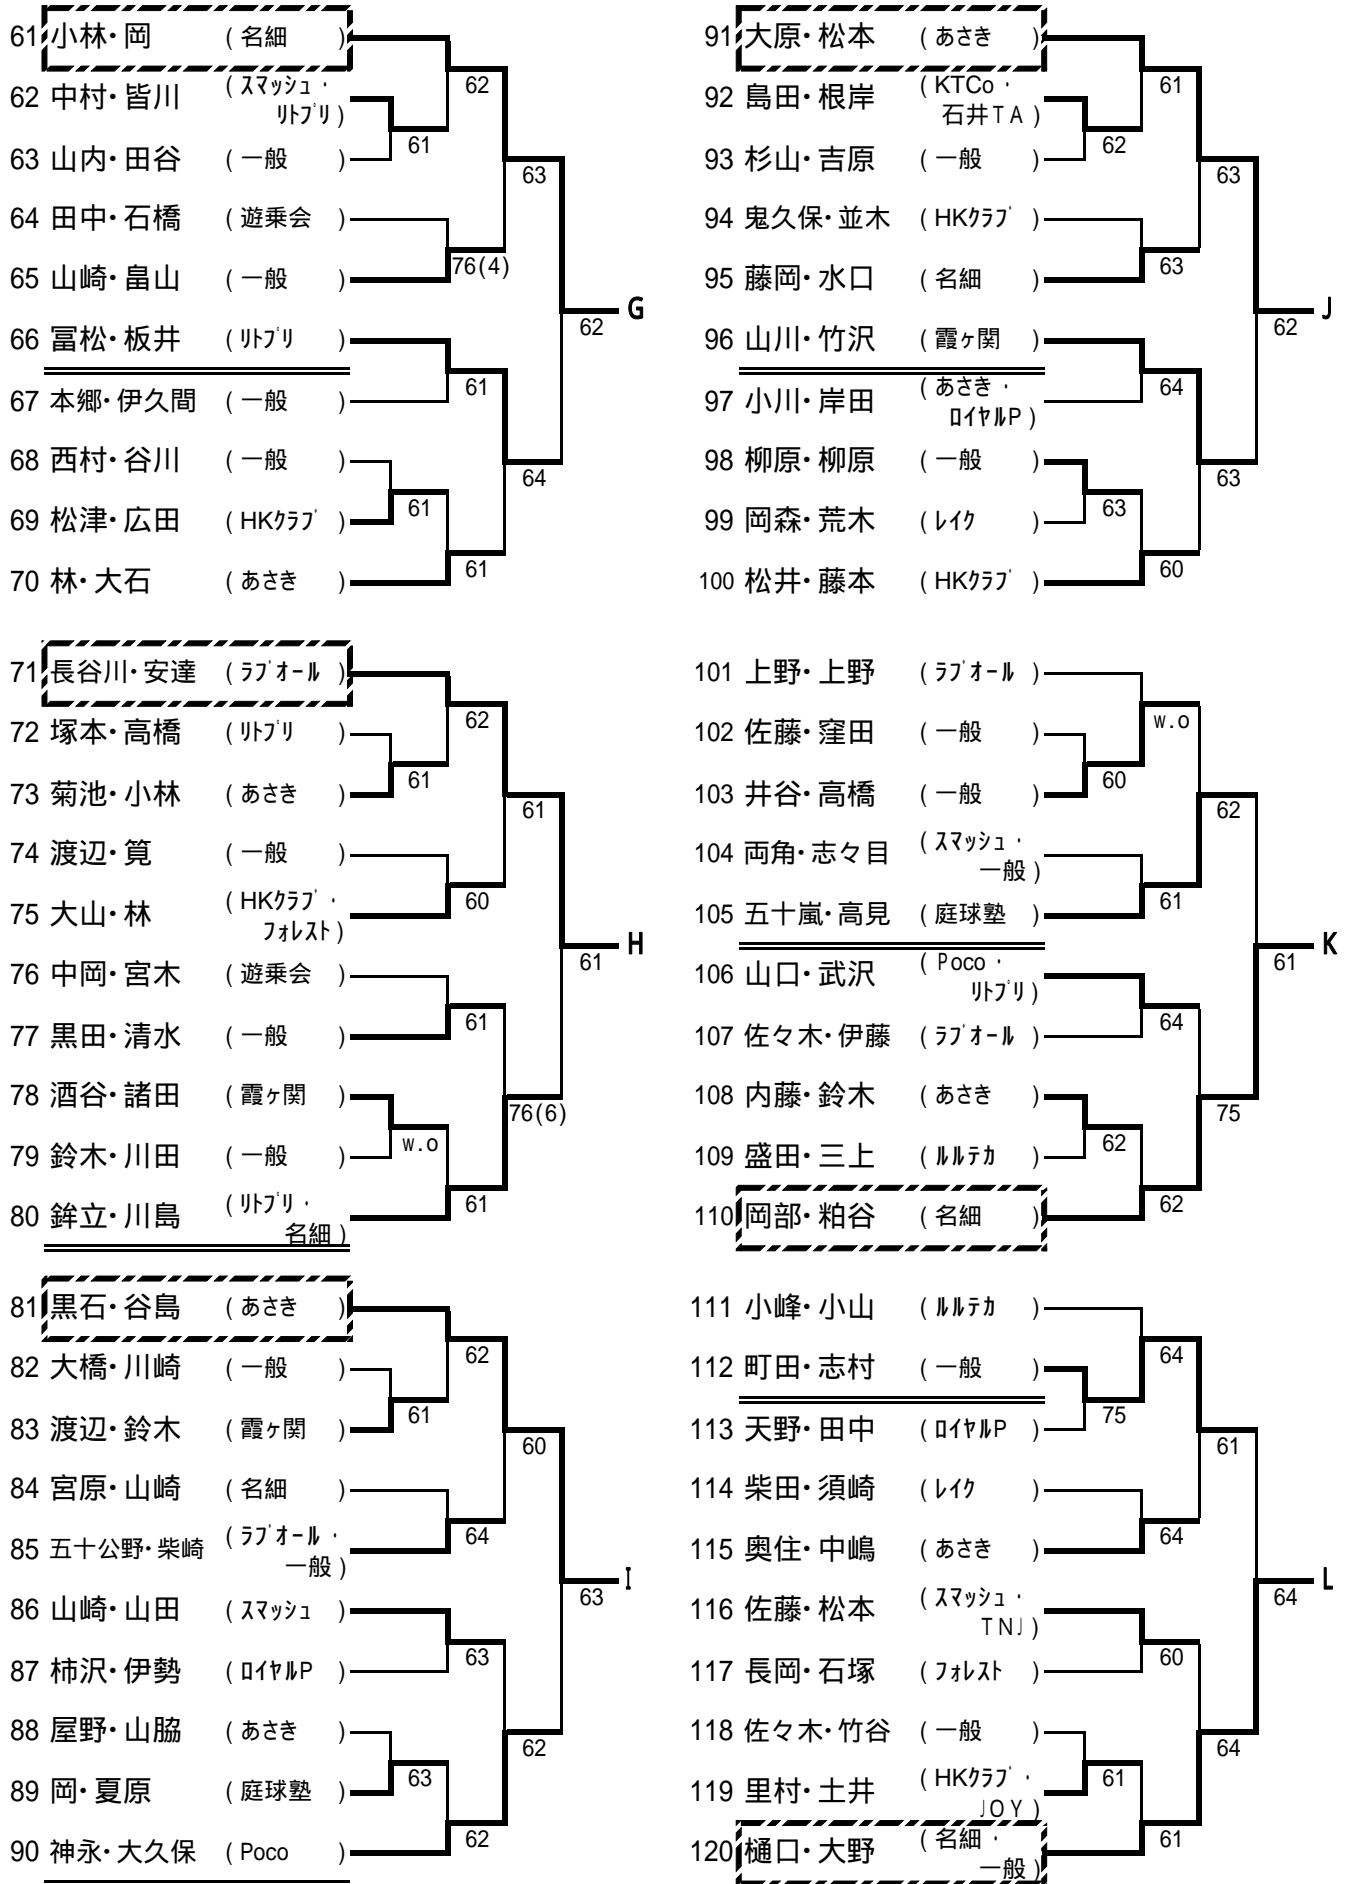 61 小林・岡 (名細)
62 中村・皆川 (スマッシュ・リトプリ)
63 山内・田谷 (一般)
64 田中・石橋 (遊乗会)
65 山崎・畠山 (一般)
66 冨松・板井 (リトプリ)
67 本郷・伊久間 (一般)
68 西村・谷川 (一般)
69 松津・広田 (HKクラブ)
70 林・大石 (あさき)
62
61
63
76(4)
62 G
61
64
61
61
71 長谷川・安達 (ラブオール)
72 塚本・高橋 (リトプリ)
73 菊池・小林 (あさき)
74 渡辺・筧 (一般)
75 大山・林 (HKクラブ・フォレスト)
76 中岡・宮木 (遊乗会)
77 黒田・清水 (一般)
78 酒谷・諸田 (霞ヶ関)
79 鈴木・川田 (一般)
80 鉾立・川島 (リトプリ・名細)
62
61
61
60
61 H
61
76(6)
w.o
61
81 黒石・谷島 (あさき)
82 大橋・川崎 (一般)
83 渡辺・鈴木 (霞ヶ関)
84 宮原・山崎 (名細)
85 五十公野・柴崎 (ラブオール・一般)
86 山崎・山田 (スマッシュ)
87 柿沢・伊勢 (ロイヤルP)
88 屋野・山脇 (あさき)
89 岡・夏原 (庭球塾)
90 神永・大久保 (Poco)
62
61
60
64
63 I
63
62
63
62
91 大原・松本 (あさき)
92 島田・根岸 (KTCo・石井TA)
93 杉山・吉原 (一般)
94 鬼久保・並木 (HKクラブ)
95 藤岡・水口 (名細)
96 山川・竹沢 (霞ヶ関)
97 小川・岸田 (あさき・ロイヤルP)
98 柳原・柳原 (一般)
99 岡森・荒木 (レイク)
100 松井・藤本 (HKクラブ)
61
62
63
63
62 J
64
63
63
60
101 上野・上野 (ラブオール)
102 佐藤・窪田 (一般)
103 井谷・高橋 (一般)
104 両角・志々目 (スマッシュ・一般)
105 五十嵐・高見 (庭球塾)
106 山口・武沢 (Poco・リトプリ)
107 佐々木・伊藤 (ラブオール)
108 内藤・鈴木 (あさき)
109 盛田・三上 (ルルテカ)
110 岡部・粕谷 (名細)
w.o
60
62
61
61 K
64
75
62
62
111 小峰・小山 (ルルテカ)
112 町田・志村 (一般)
113 天野・田中 (ロイヤルP)
114 柴田・須崎 (レイク)
115 奥住・中嶋 (あさき)
116 佐藤・松本 (スマッシュ・TNJ)
117 長岡・石塚 (フォレスト)
118 佐々木・竹谷 (一般)
119 里村・土井 (HKクラブ・JOY)
120 樋口・大野 (名細・一般)
64
75
61
64
64 L
60
64
61
61